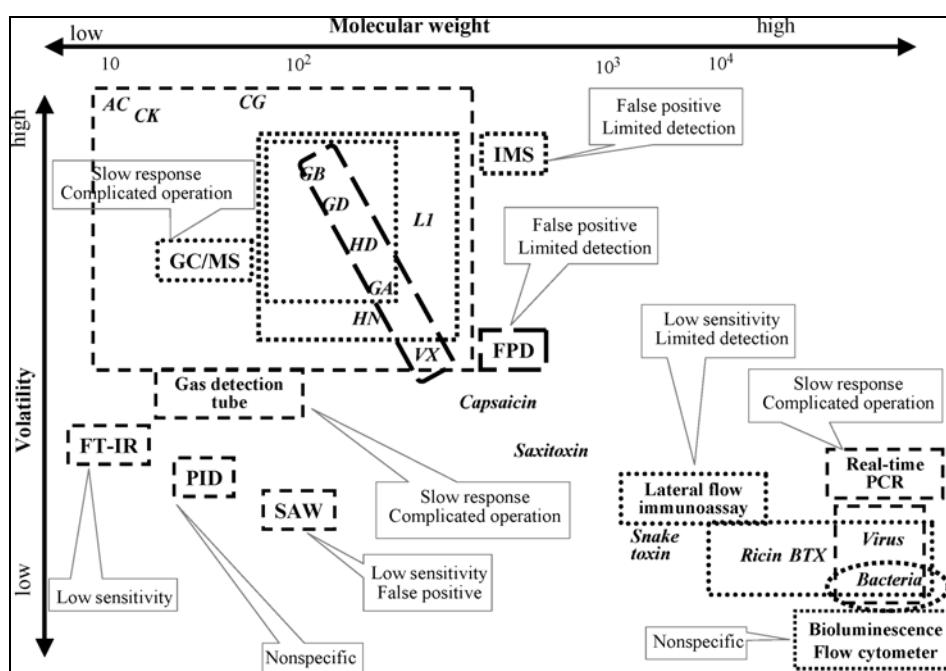 Molecular weight
low
high
10
10²
10³
10⁴
high
Volatility
low
AC
CK
CG
False positive
Limited detection
IMS
Slow response
Complicated operation
GB
GD
L1
False positive
Limited detection
GC/MS
HD
GA
HN
VX
FPD
Low sensitivity
Limited detection
Gas detection
tube
Slow response
Complicated operation
Capsaicin
FT-IR
Saxitoxin
PID
Real-time
PCR
SAW
Slow response
Complicated operation
Lateral flow
immunoassay
Snake
toxin
Ricin BTX
Virus
Bacteria
Low sensitivity
Low sensitivity
False positive
Nonspecific
Nonspecific
Bioluminescence
Flow cytometer